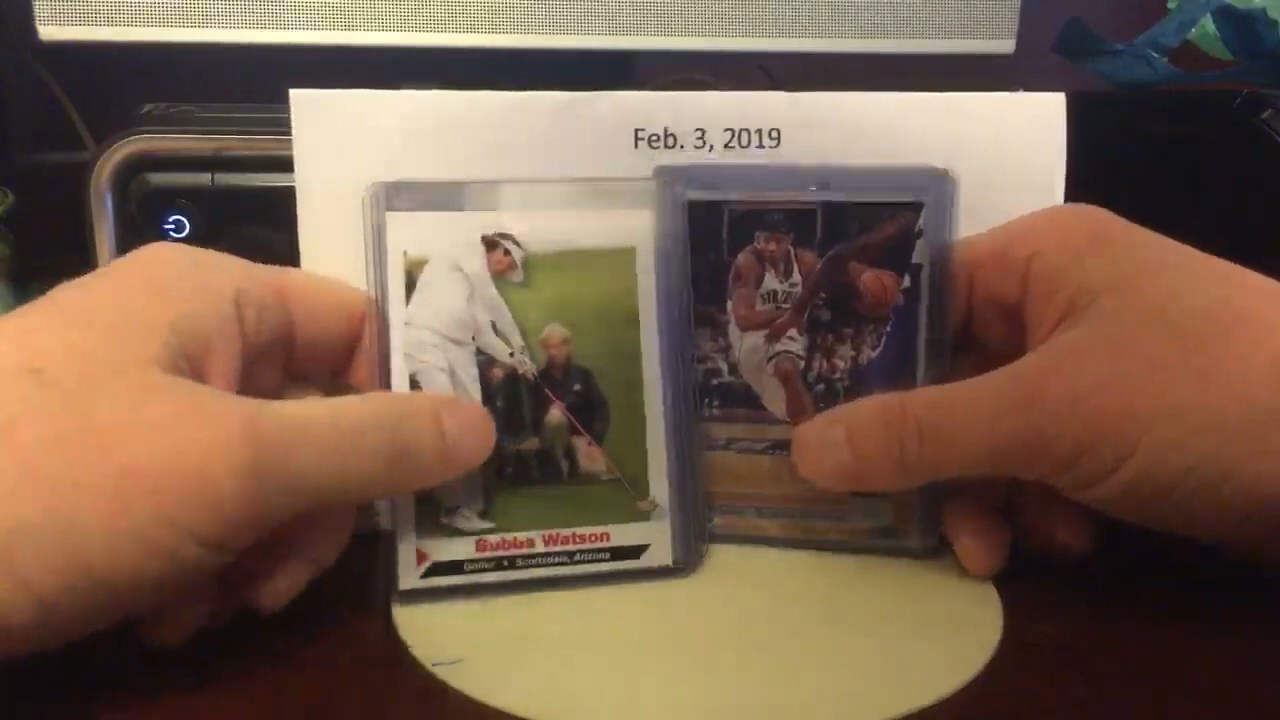 Feb. 3, 2019
Bubba Watson
Golfer • Scottsdale, Arizona